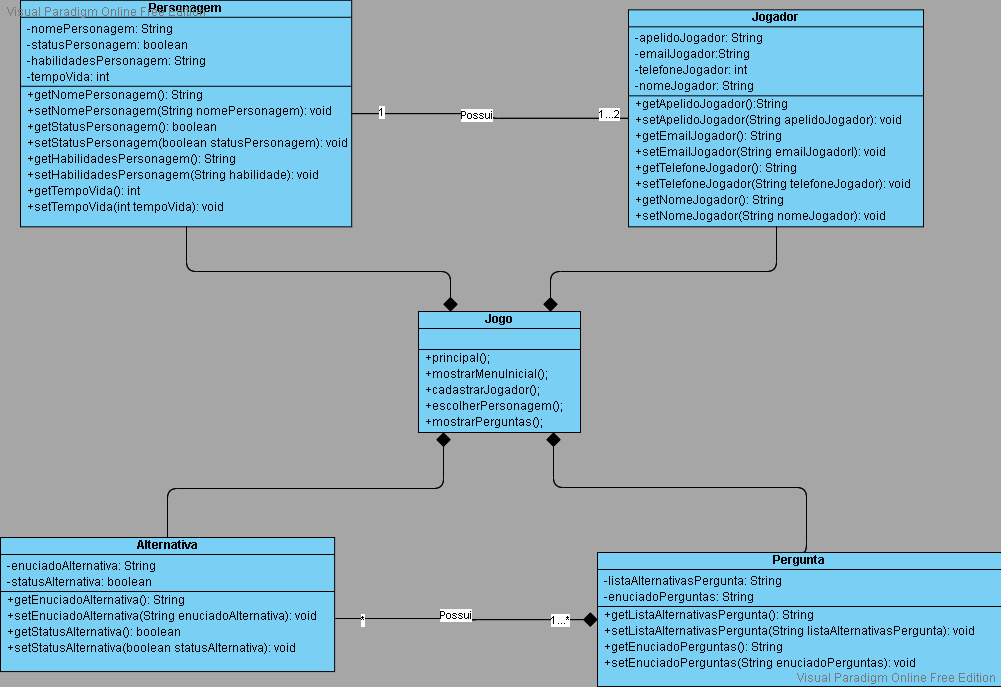 Visual Paradigm Online Free Edition
Personagem
-nomePersonagem: String
-statusPersonagem: boolean
-habilidadesPersonagem: String
-tempoVida: int
+getNomePersonagem(): String
+setNomePersonagem(String nomePersonagem): void
+getStatusPersonagem(): boolean
+setStatusPersonagem(boolean statusPersonagem): void
+getHabilidadesPersonagem(): String
+setHabilidadesPersonagem(String habilidade): void
+getTempoVida(): int
+setTempoVida(int tempoVida): void
1
Possui
1...2
Jogador
-apelidoJogador: String
-emailJogador:String
-telefoneJogador: int
-nomeJogador: String
+getApelidoJogador():String
+setApelidoJogador(String apelidoJogador): void
+getEmailJogador(): String
+setEmailJogador(String emailJogadorl): void
+getTelefoneJogador(): String
+setTelefoneJogador(String telefoneJogador): void
+getNomeJogador(): String
+setNomeJogador(String nomeJogador): void
Jogo
+principal();
+mostrarMenuInicial();
+cadastrarJogador();
+escolherPersonagem();
+mostrarPerguntas();
Alternativa
-enuciadoAlternativa: String
-statusAlternativa: boolean
+getEnuciadoAlternativa(): String
+setEnuciadoAlternativa(String enuciadoAlternativa): void
+getStatusAlternativa(): boolean
+setStatusAlternativa(boolean statusAlternativa): void
*
Possui
1...*
Pergunta
-listaAlternativasPergunta: String
-enuciadoPerguntas: String
+getListaAlternativasPergunta(): String
+setListaAlternativasPergunta(String listaAlternativasPergunta): void
+getEnuciadoPerguntas(): String
+setEnuciadoPerguntas(String enuciadoPerguntas): void
Visual Paradigm Online Free Edition